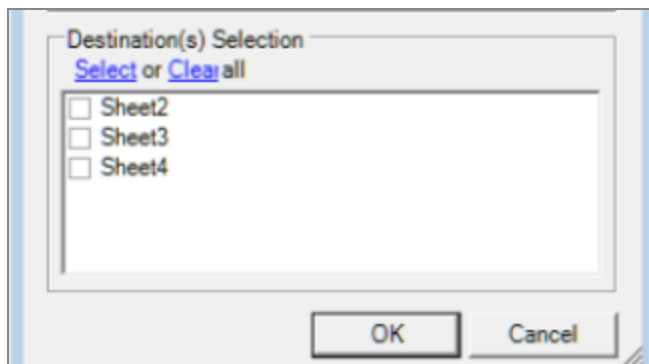 Destination(s) Selection
Select or Clear all
Sheet2
Sheet3
Sheet4
OK Cancel